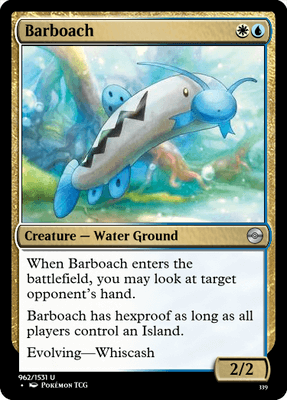 Barboach
Creature — Water Ground
When Barboach enters the
battlefield, you may look at target
opponent's hand.
Barboach has hexproof as long as all
players control an Island.
Evolving—Whiscash
2/2
962/1531 U
Pokémon TCG
339